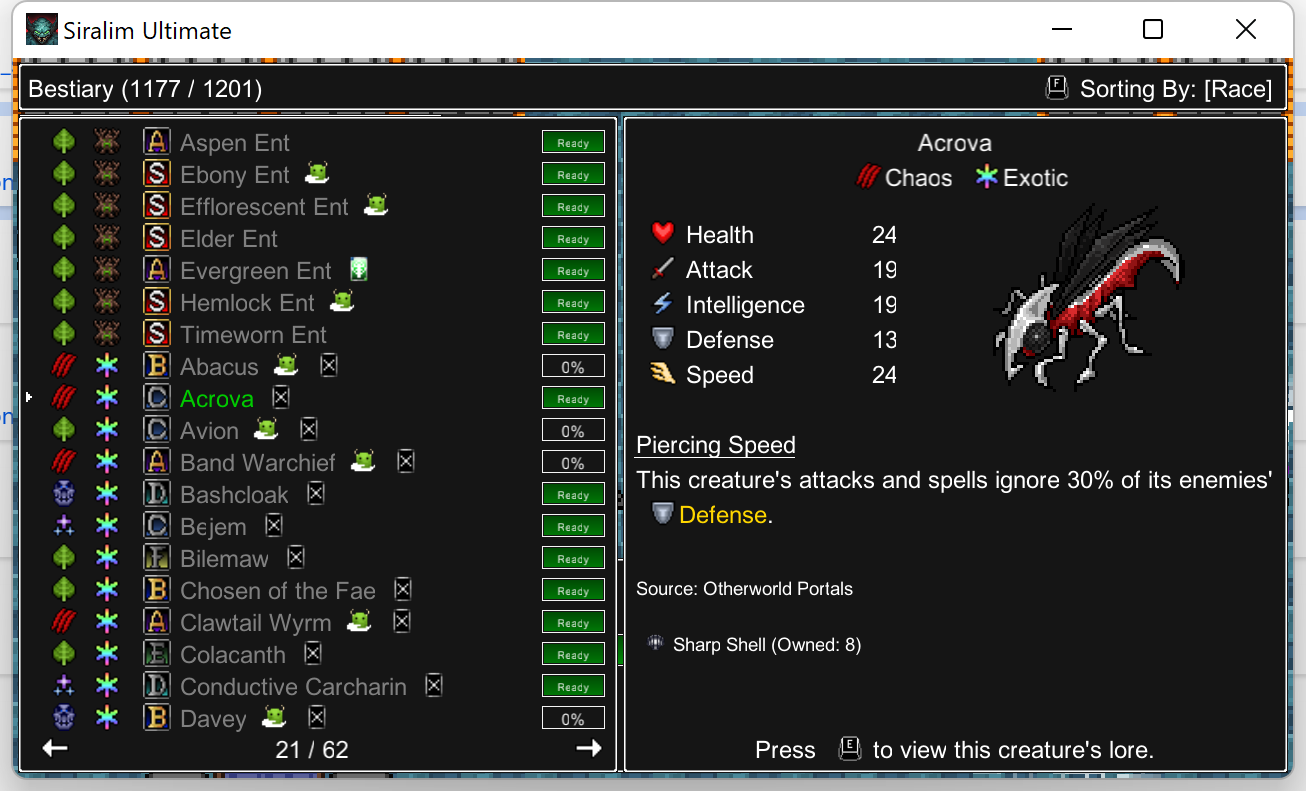 Siralim Ultimate
Bestiary (1177 / 1201)
F Sorting By: [Race]
A Aspen Ent Ready
S Ebony Ent Ready
S Efflorescent Ent Ready
S Elder Ent Ready
A Evergreen Ent Ready
S Hemlock Ent Ready
S Timeworn Ent Ready
B Abacus 0%
C Acrova Ready
C Avion 0%
A Band Warchief 0%
D Bashcloak Ready
C Bejem Ready
F Bilemaw Ready
B Chosen of the Fae Ready
A Clawtail Wyrm Ready
E Colacanth Ready
D Conductive Carcharin Ready
B Davey 0%
21 / 62
Acrova
Chaos Exotic
Health 24
Attack 19
Intelligence 19
Defense 13
Speed 24
Piercing Speed
This creature's attacks and spells ignore 30% of its enemies'
Defense.
Source: Otherworld Portals
Sharp Shell (Owned: 8)
Press E to view this creature's lore.